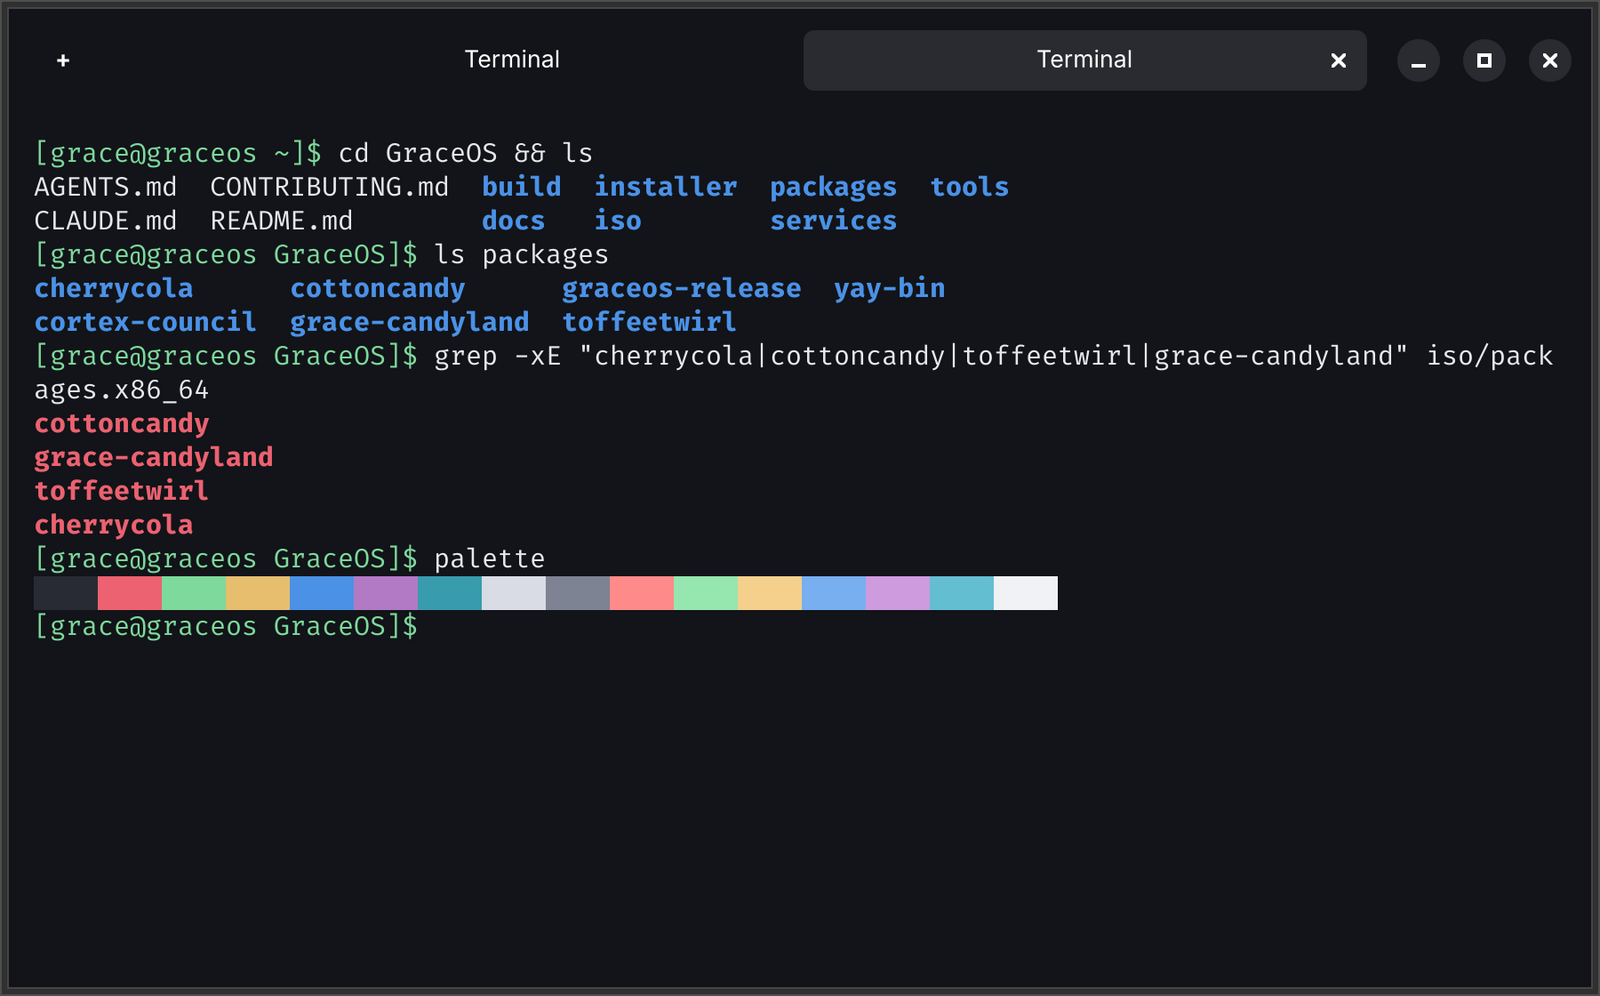 + Terminal Terminal
[grace@graceos ~]$ cd GraceOS && ls
AGENTS.md  CONTRIBUTING.md  build  installer  packages  tools
CLAUDE.md  README.md        docs   iso        services
[grace@graceos GraceOS]$ ls packages
cherrycola      cottoncandy      graceos-release  yay-bin
cortex-council  grace-candyland  toffeetwirl
[grace@graceos GraceOS]$ grep -xE "cherrycola|cottoncandy|toffeetwirl|grace-candyland" iso/pack
ages.x86_64
cottoncandy
grace-candyland
toffeetwirl
cherrycola
[grace@graceos GraceOS]$ palette
[grace@graceos GraceOS]$